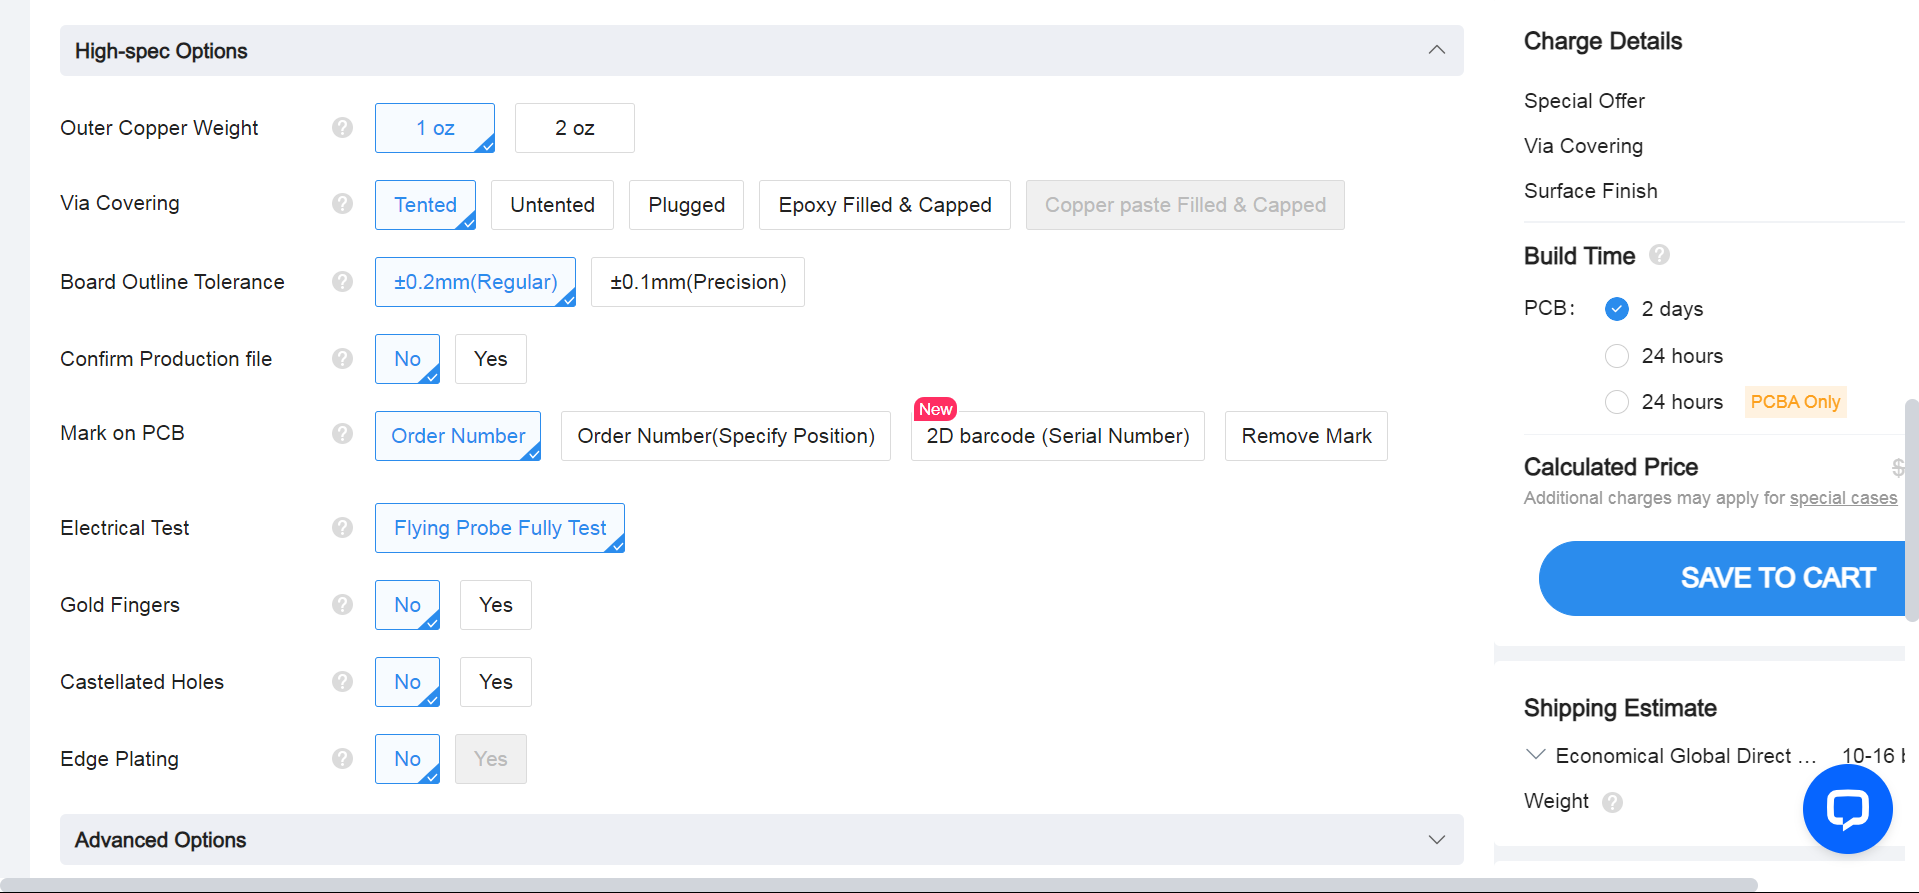 High-spec Options
Outer Copper Weight ? 1 oz 2 oz
Via Covering ? Tented Untented Plugged Epoxy Filled & Capped Copper paste Filled & Capped
Board Outline Tolerance ? ±0.2mm(Regular) ±0.1mm(Precision)
Confirm Production file ? No Yes
New
Mark on PCB ? Order Number Order Number(Specify Position) 2D barcode (Serial Number) Remove Mark
Electrical Test ? Flying Probe Fully Test
Gold Fingers ? No Yes
Castellated Holes ? No Yes
Edge Plating ? No Yes
Advanced Options
Charge Details
Special Offer
Via Covering
Surface Finish
Build Time ?
PCB: 2 days
24 hours
24 hours PCBA Only
Calculated Price $
Additional charges may apply for special cases
SAVE TO CART
Shipping Estimate
Economical Global Direct ... 10-16
Weight ?